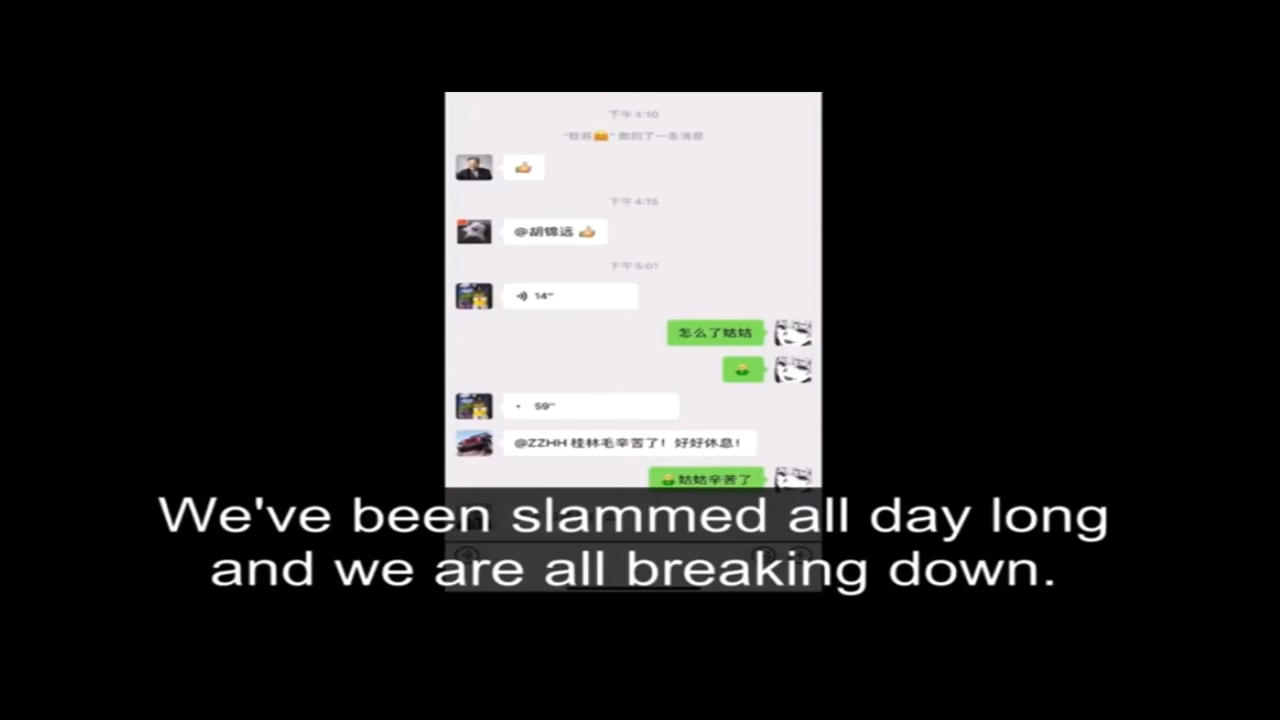 下午 4:10
撤回了一条消息
下午 4:15
@胡锦远
下午 5:01
14"
怎么了姑姑
59"
@ZZHH 桂林毛辛苦了！好好休息！
姑姑辛苦了
We've been slammed all day long
and we are all breaking down.